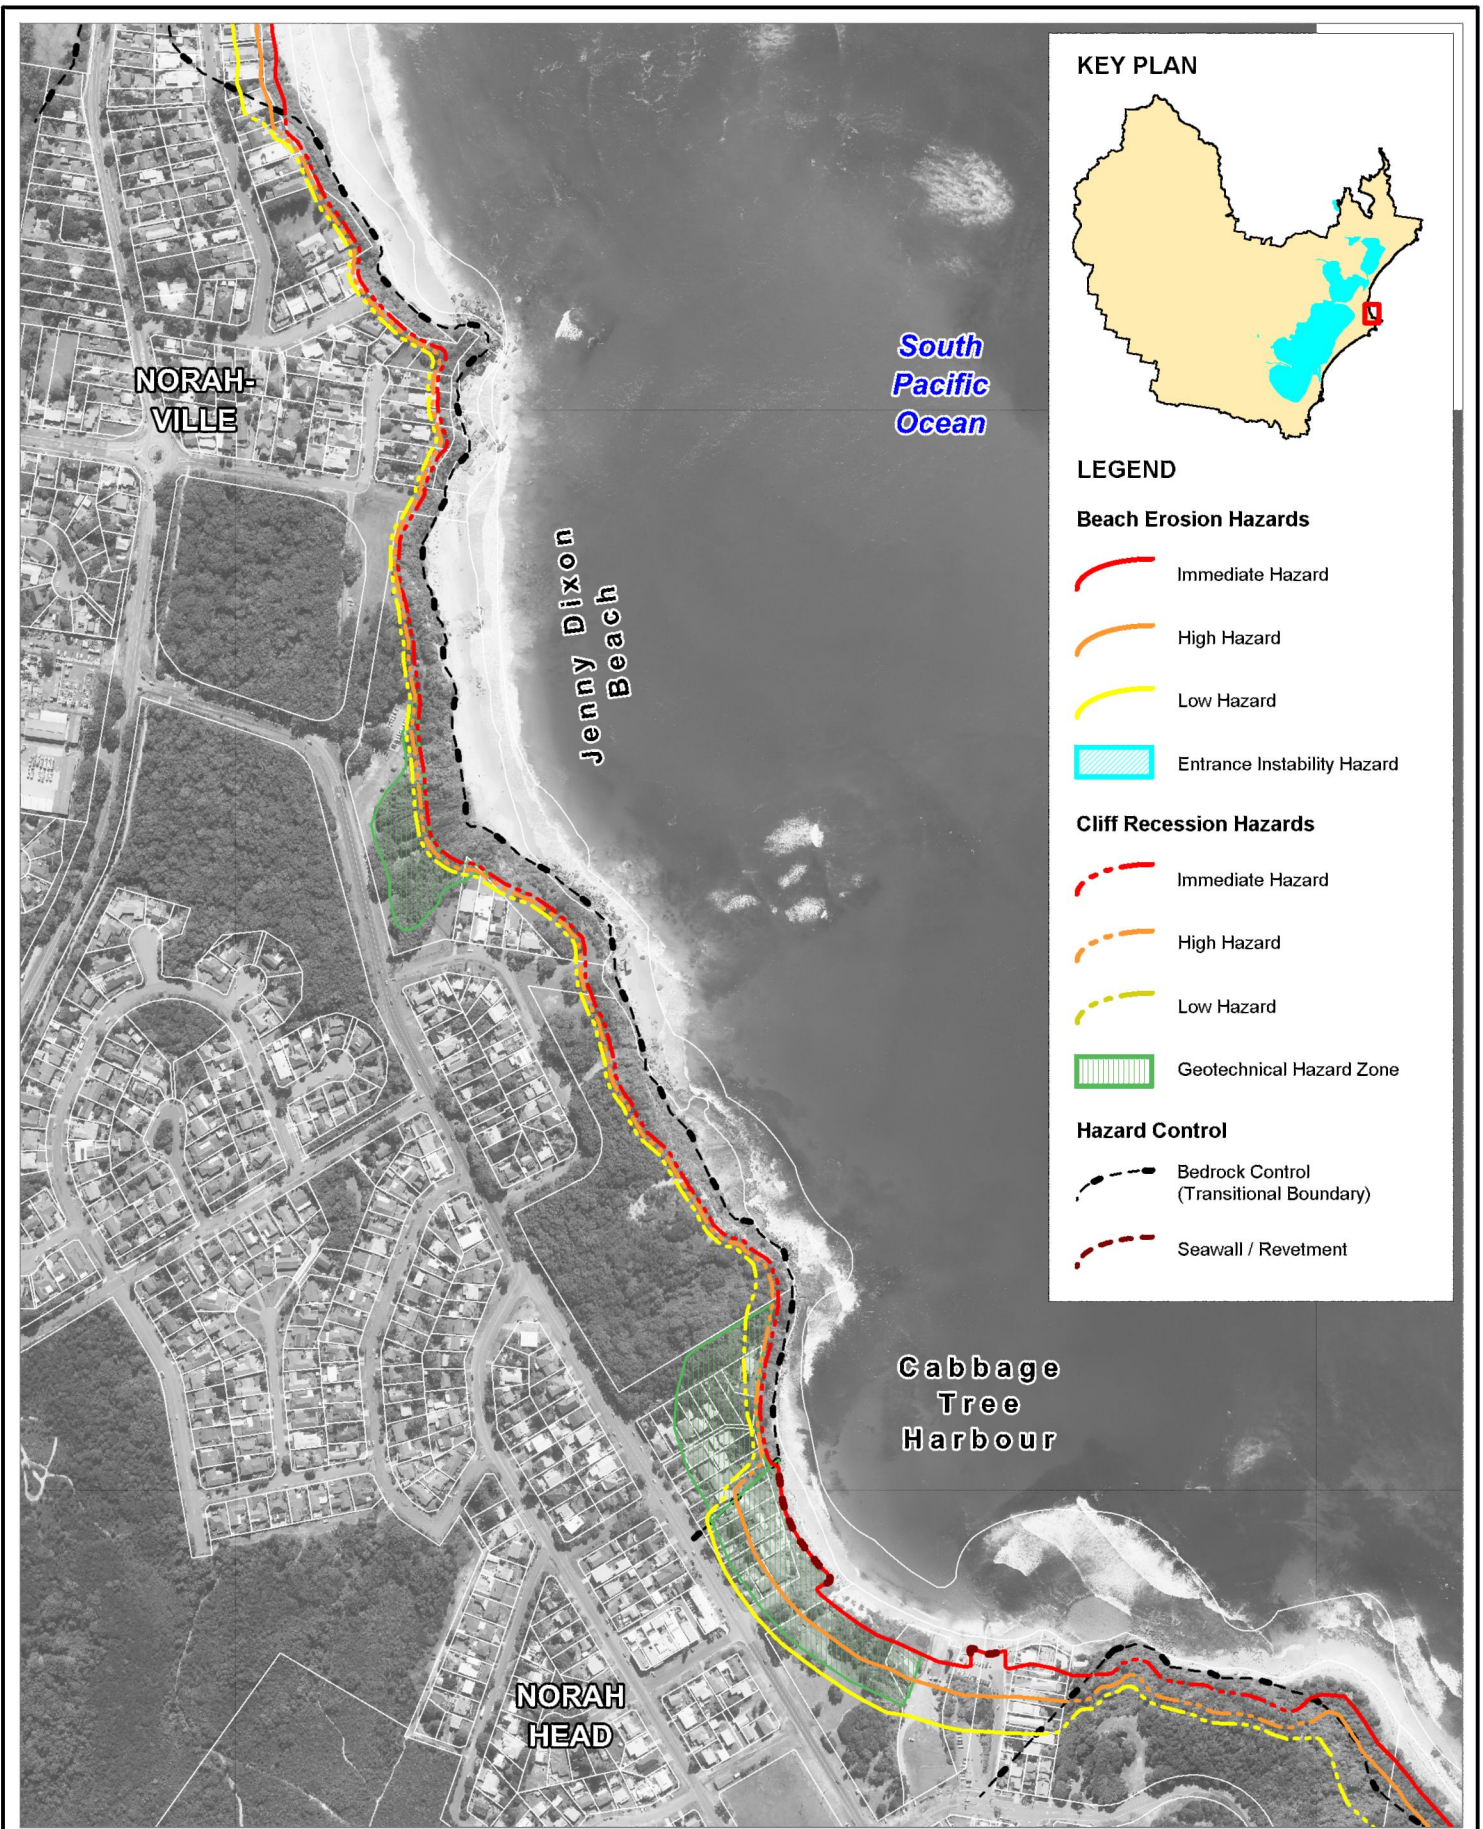 KEY PLAN
LEGEND
Beach Erosion Hazards
Immediate Hazard
High Hazard
Low Hazard
Entrance Instability Hazard
Cliff Recession Hazards
Immediate Hazard
High Hazard
Low Hazard
Geotechnical Hazard Zone
Hazard Control
Bedrock Control
(Transitional Boundary)
Seawall / Revetment
NORAH-
VILLE
South
Pacific
Ocean
Jenny Dixon
Beach
Cabbage
Tree
Harbour
NORAH
HEAD